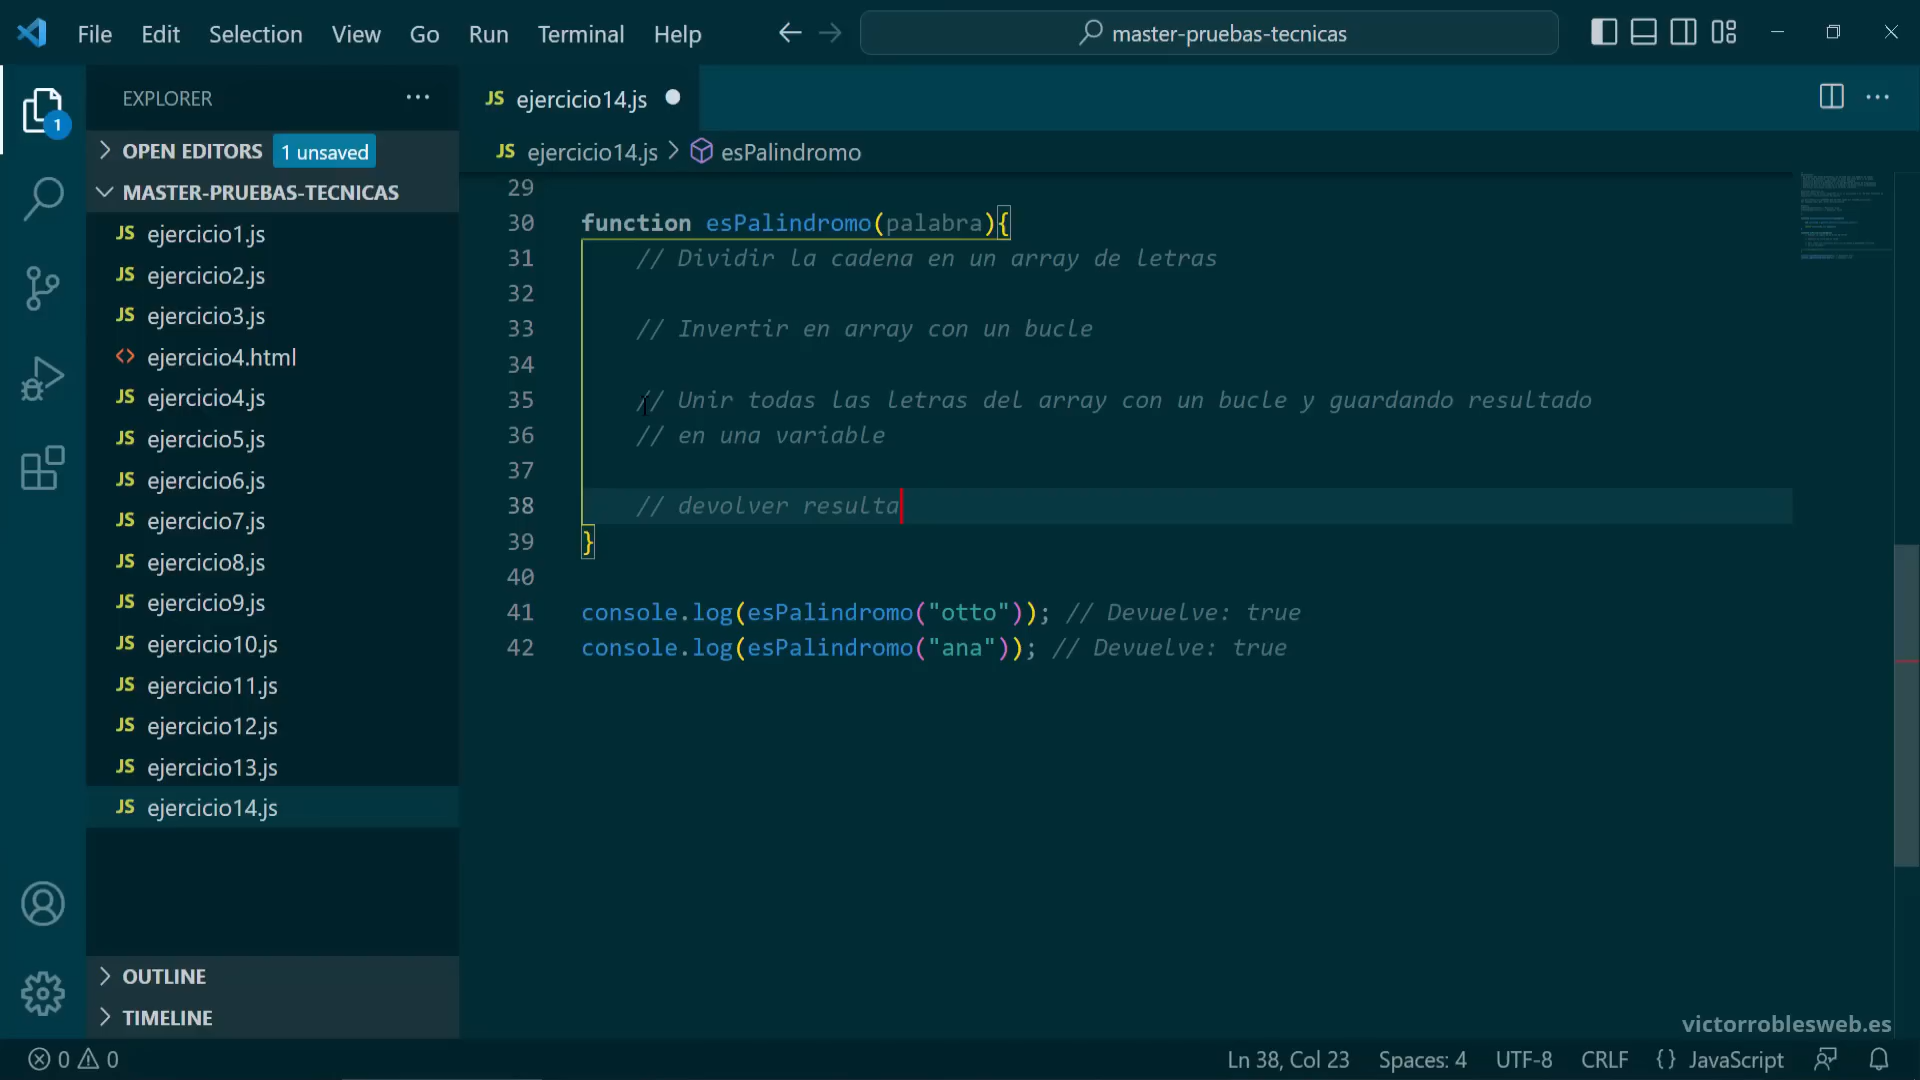 File Edit Selection View Go Run Terminal Help master-pruebas-tecnicas
EXPLORER
OPEN EDITORS 1 unsaved
MASTER-PRUEBAS-TECNICAS
JS ejercicio1.js
JS ejercicio2.js
JS ejercicio3.js
<> ejercicio4.html
JS ejercicio4.js
JS ejercicio5.js
JS ejercicio6.js
JS ejercicio7.js
JS ejercicio8.js
JS ejercicio9.js
JS ejercicio10.js
JS ejercicio11.js
JS ejercicio12.js
JS ejercicio13.js
JS ejercicio14.js
OUTLINE
TIMELINE
1
JS ejercicio14.js
JS ejercicio14.js > esPalindromo
29
30 function esPalindromo(palabra){
31 // Dividir la cadena en un array de letras
32
33 // Invertir en array con un bucle
34
35 // Unir todas las letras del array con un bucle y guardando resultado
36 // en una variable
37
38 // devolver resulta
39 }
40
41 console.log(esPalindromo("otto")); // Devuelve: true
42 console.log(esPalindromo("ana")); // Devuelve: true
victorroblesweb.es
0 0 Ln 38, Col 23 Spaces: 4 UTF-8 CRLF {} JavaScript